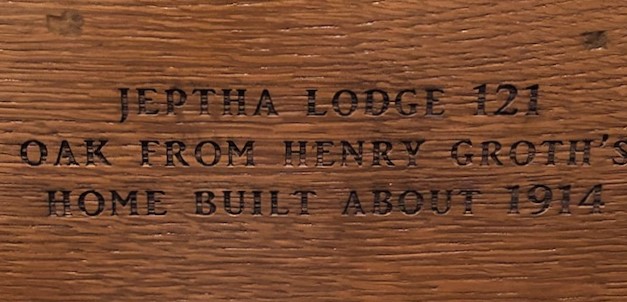 JEPTHA LODGE 121
OAK FROM HENRY GROTH'S
HOME BUILT ABOUT 1914